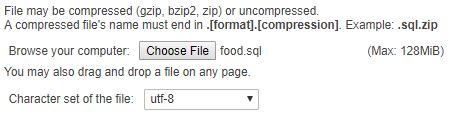 File may be compressed (gzip, bzip2, zip) or uncompressed.
A compressed file's name must end in .[format].[compression]. Example: .sql.zip
Browse your computer: Choose File food.sql (Max: 128MiB)
You may also drag and drop a file on any page.
Character set of the file: utf-8